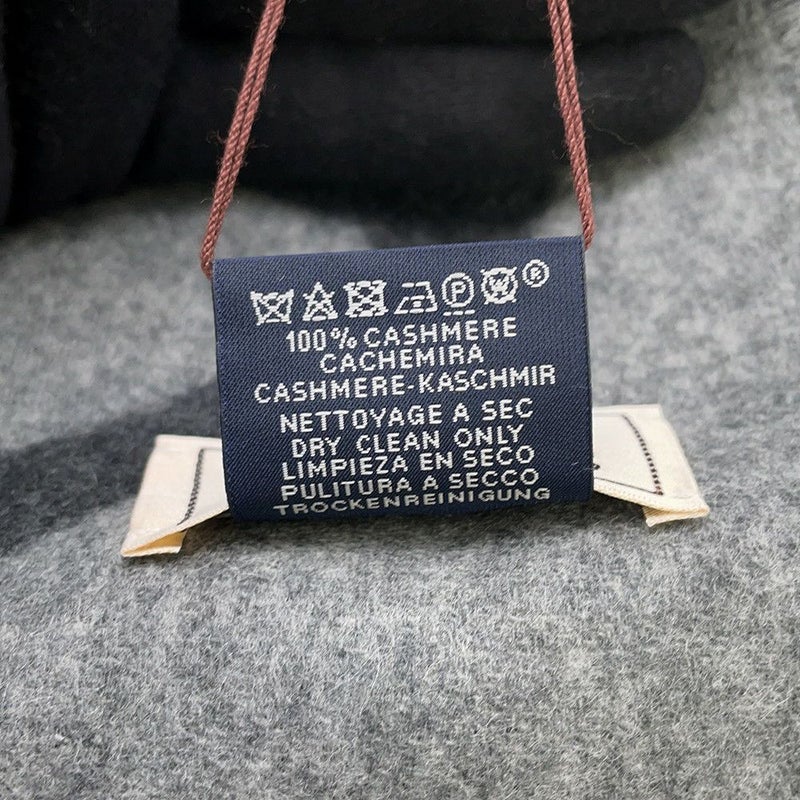 P W ®
100% CASHMERE
CACHEMIRA
CASHMERE-KASCHMIR
NETTOYAGE A SEC
DRY CLEAN ONLY
LIMPIEZA EN SECO
PULITURA A SECCO
TROCKENREINIGUNG